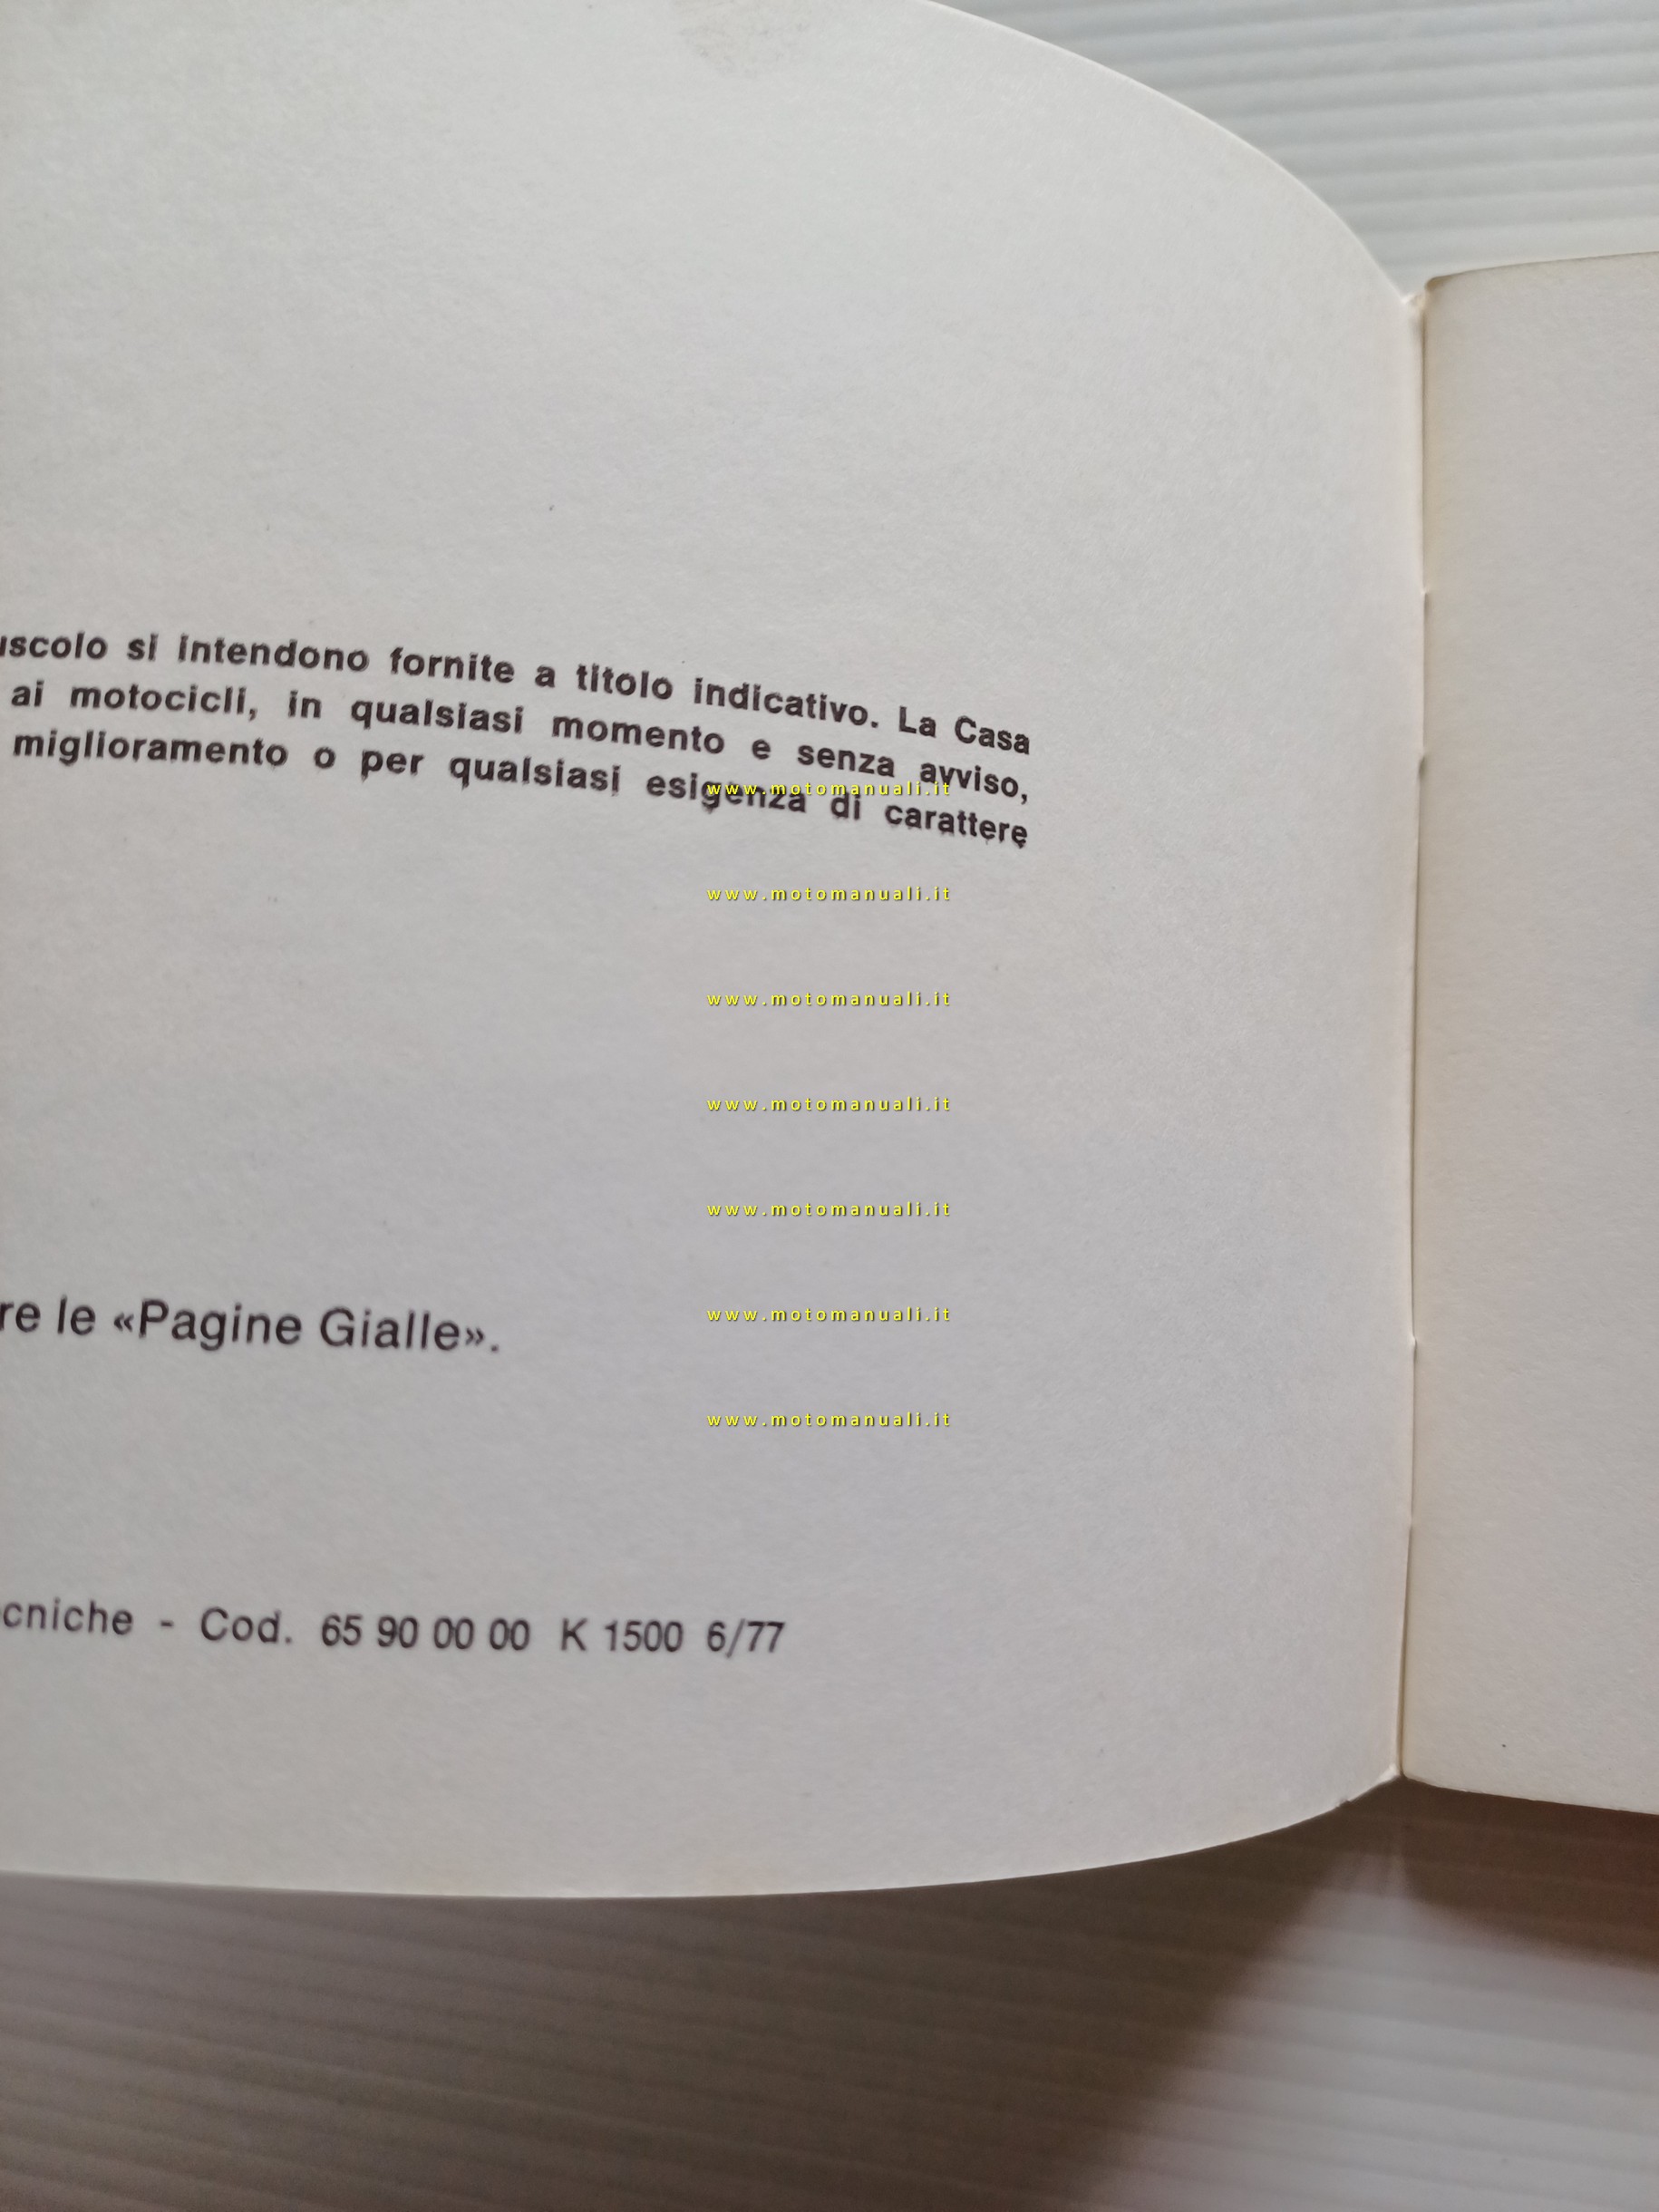 uscolo si intendono fornite a titolo indicativo. La Casa
ai motocicli, in qualsiasi momento e senza avviso,
miglioramento o per qualsiasi esigenza di carattere
www.motomanuali.it
www.motomanuali.it
www.motomanuali.it
www.motomanuali.it
www.motomanuali.it
www.motomanuali.it
www.motomanuali.it
re le «Pagine Gialle».
cniche - Cod. 65 90 00 00 K 1500 6/77